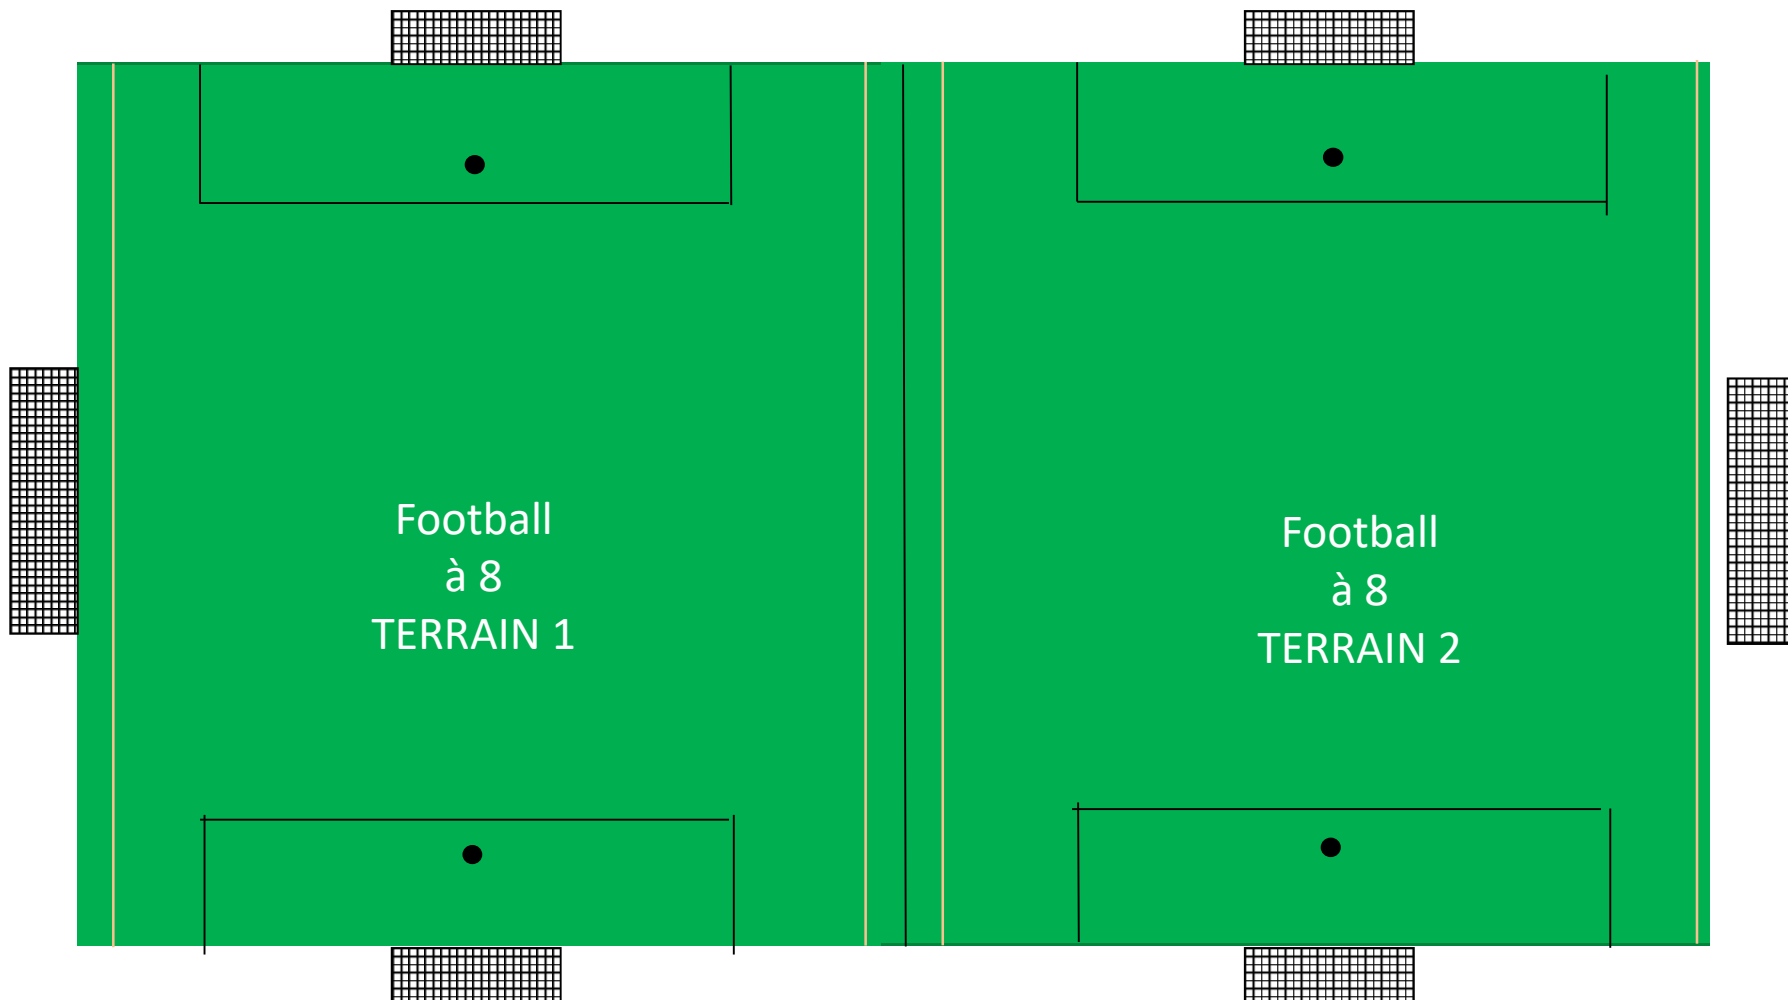 Football
à 8
TERRAIN 1
Football
à 8
TERRAIN 2